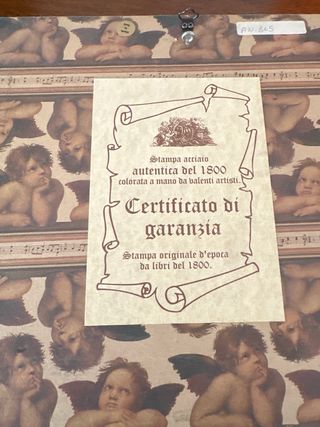 Stampa acciaio
autentica del 1800
colorata a mano da valenti artisti.
Certificato di
garanzia
Stampa originale d'epoca
da libri del 1800.